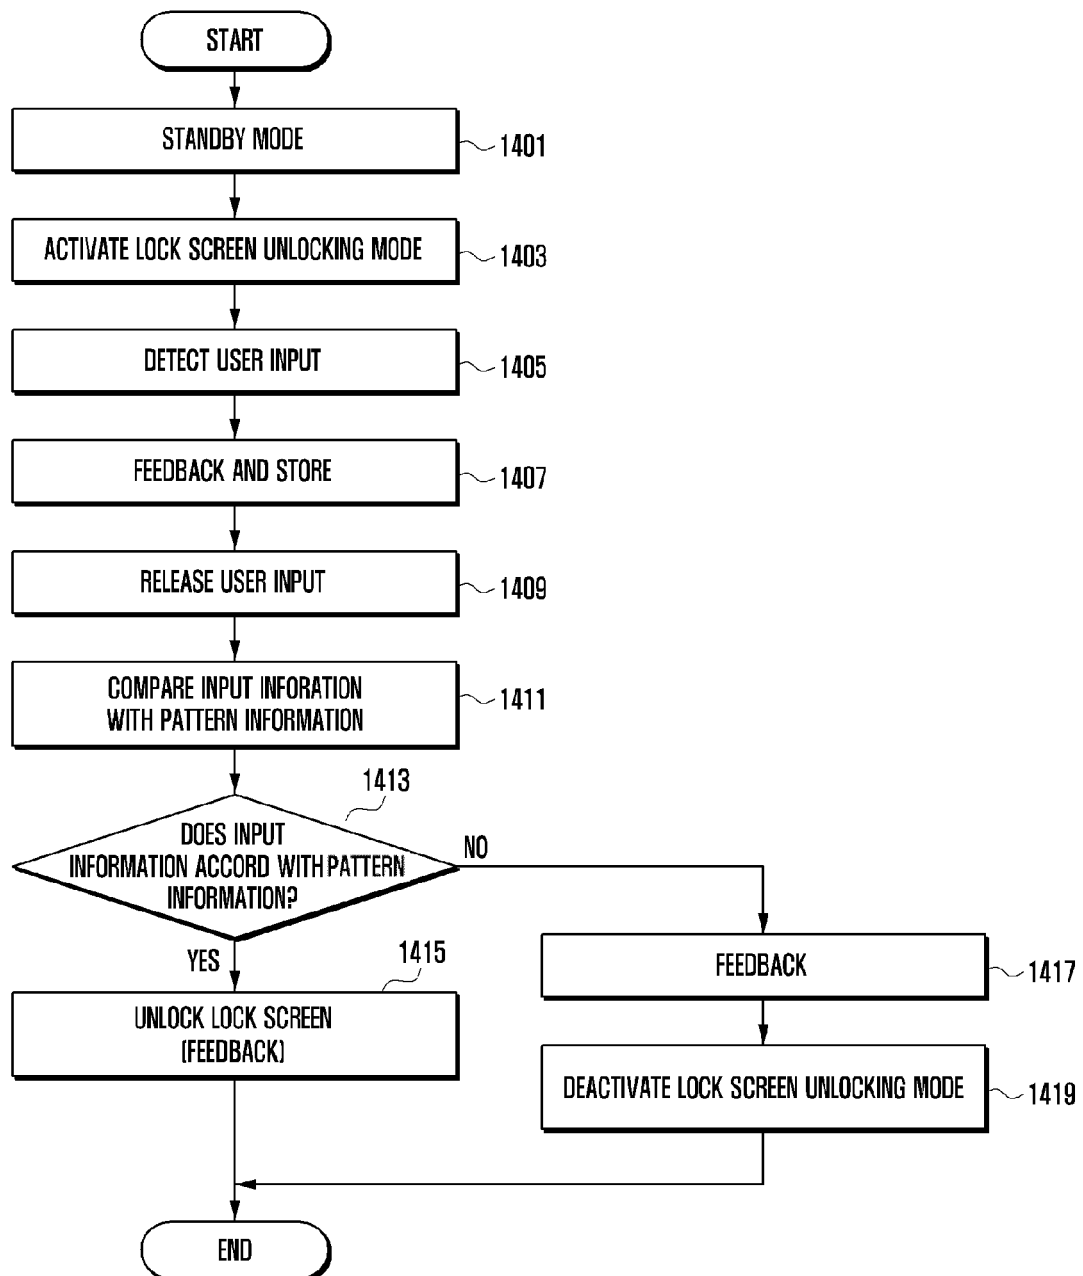 START
STANDBY MODE
1401
ACTIVATE LOCK SCREEN UNLOCKING MODE
1403
DETECT USER INPUT
1405
FEEDBACK AND STORE
1407
RELEASE USER INPUT
1409
COMPARE INPUT INFORATION
WITH PATTERN INFORMATION
1411
1413
DOES INPUT
INFORMATION ACCORD WITH PATTERN
INFORMATION?
NO
YES
1415
UNLOCK LOCK SCREEN
(FEEDBACK)
FEEDBACK
1417
DEACTIVATE LOCK SCREEN UNLOCKING MODE
1419
END